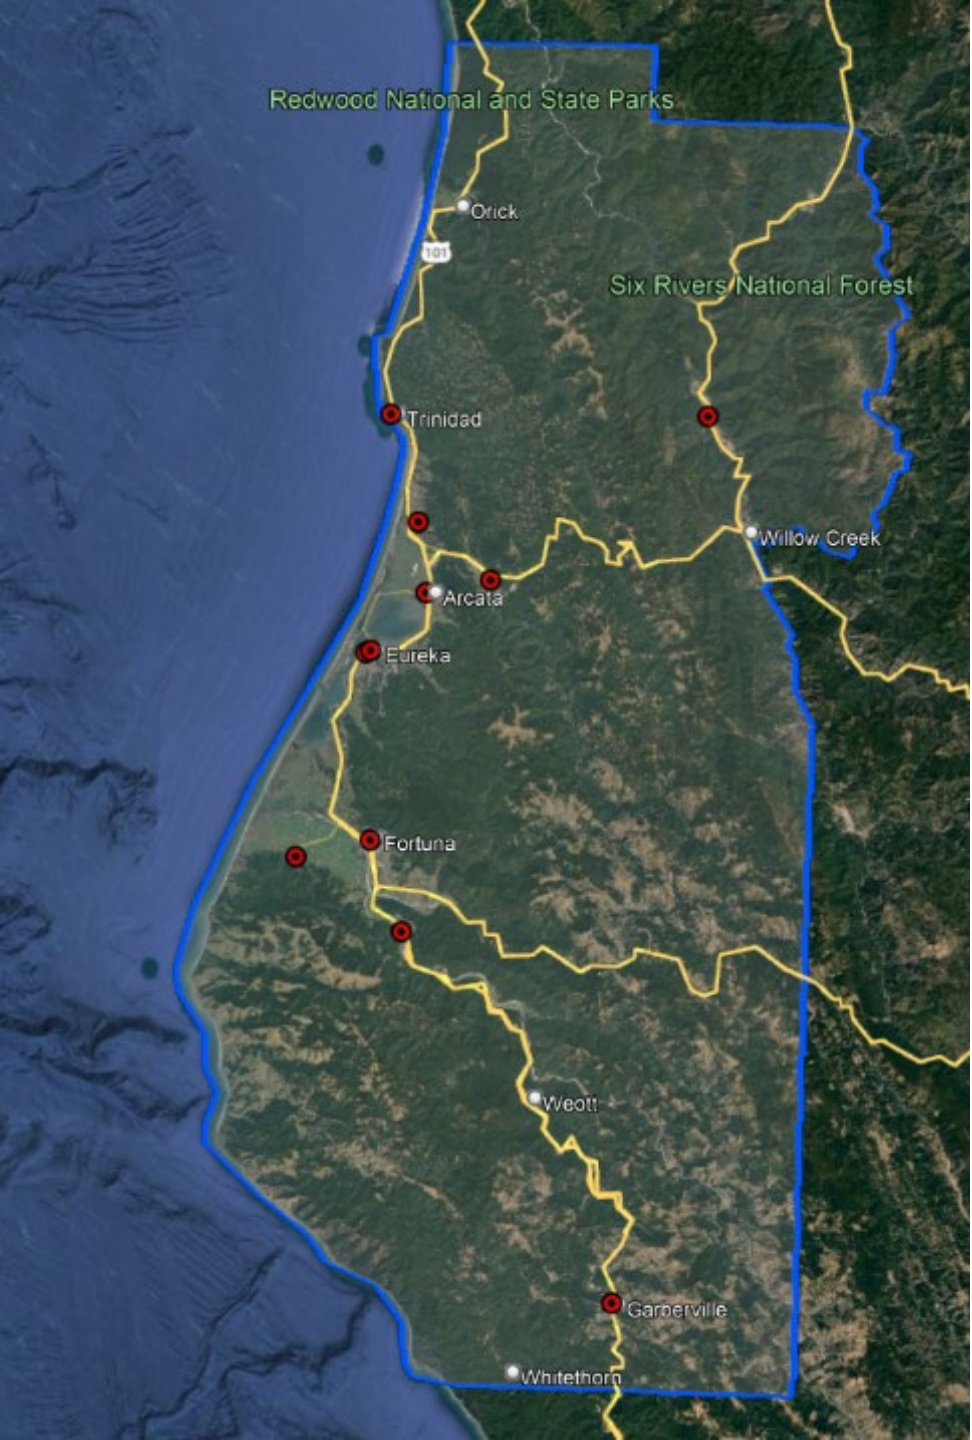 Redwood National and State Parks
Orick
101
Six Rivers National Forest
Trinidad
Willow Creek
Arcata
Eureka
Fortuna
Weott
Garberville
Whitethorn